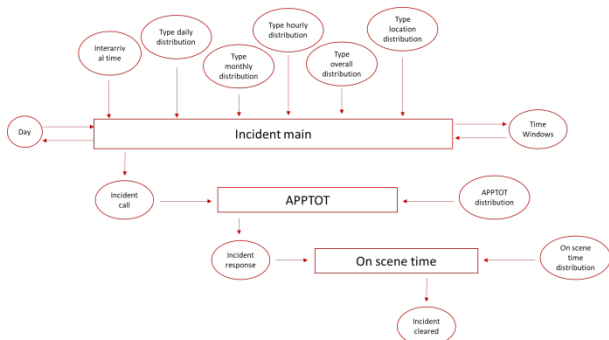 Interarriv
al time
Type daily
distribution
Type
monthly
distribution
Type hourly
distribution
Type
overall
distribution
Type
location
distribution
Day
Incident main
Time
Windows
Incident
call
APPTOT
APPTOT
distribution
Incident
response
On scene time
On scene
time
distribution
Incident
cleared